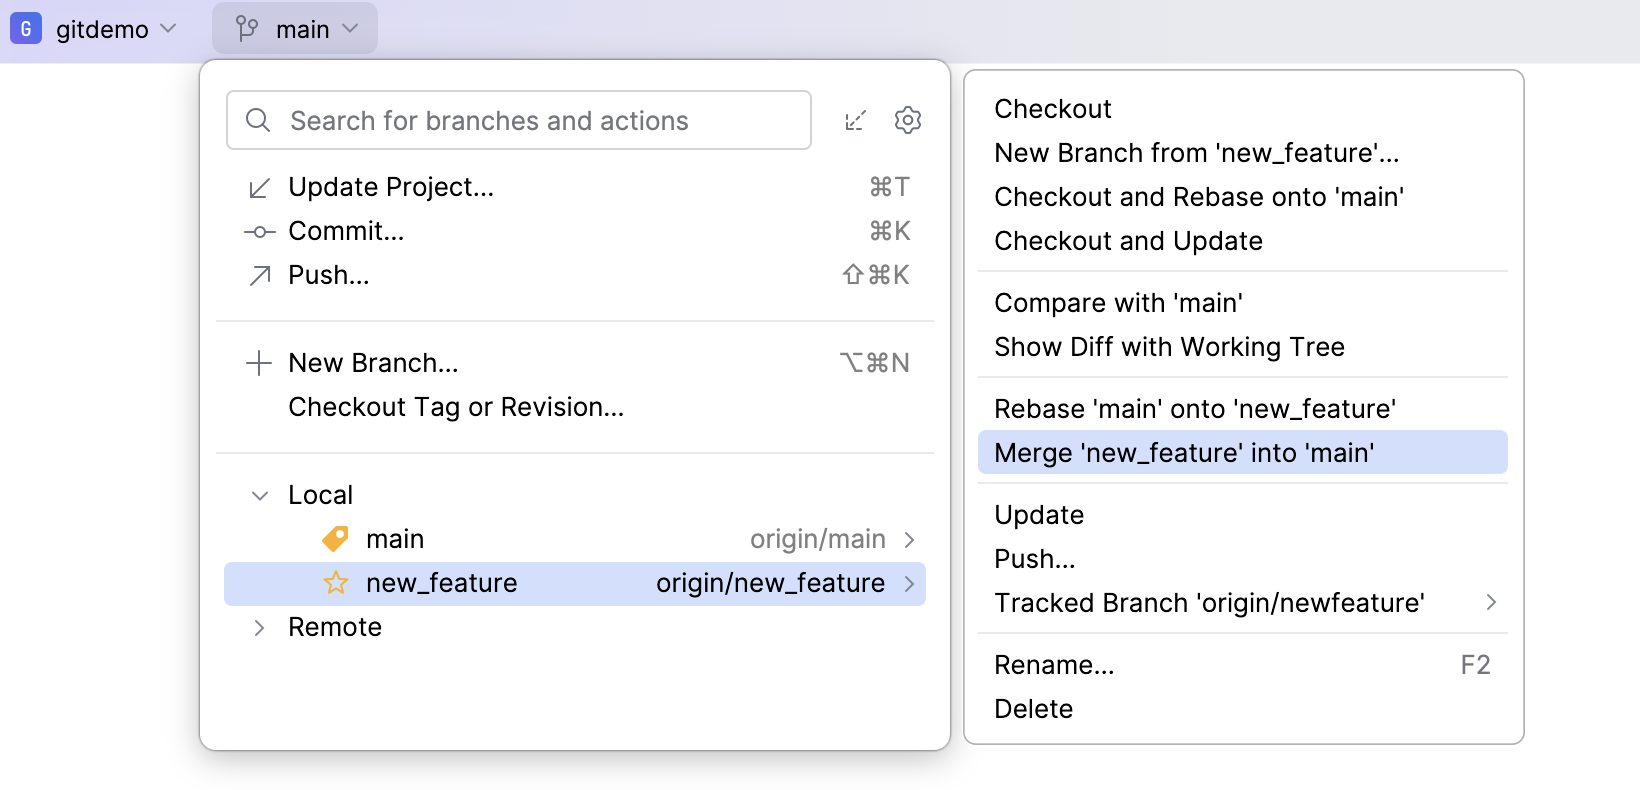 G gitdemo main
Search for branches and actions
Update Project... ⌘T
Commit... ⌘K
Push... ⇧⌘K
New Branch... ⌥⌘N
Checkout Tag or Revision...
Local
main origin/main
new_feature origin/new_feature
Remote
Checkout
New Branch from 'new_feature'...
Checkout and Rebase onto 'main'
Checkout and Update
Compare with 'main'
Show Diff with Working Tree
Rebase 'main' onto 'new_feature'
Merge 'new_feature' into 'main'
Update
Push...
Tracked Branch 'origin/newfeature'
Rename... F2
Delete